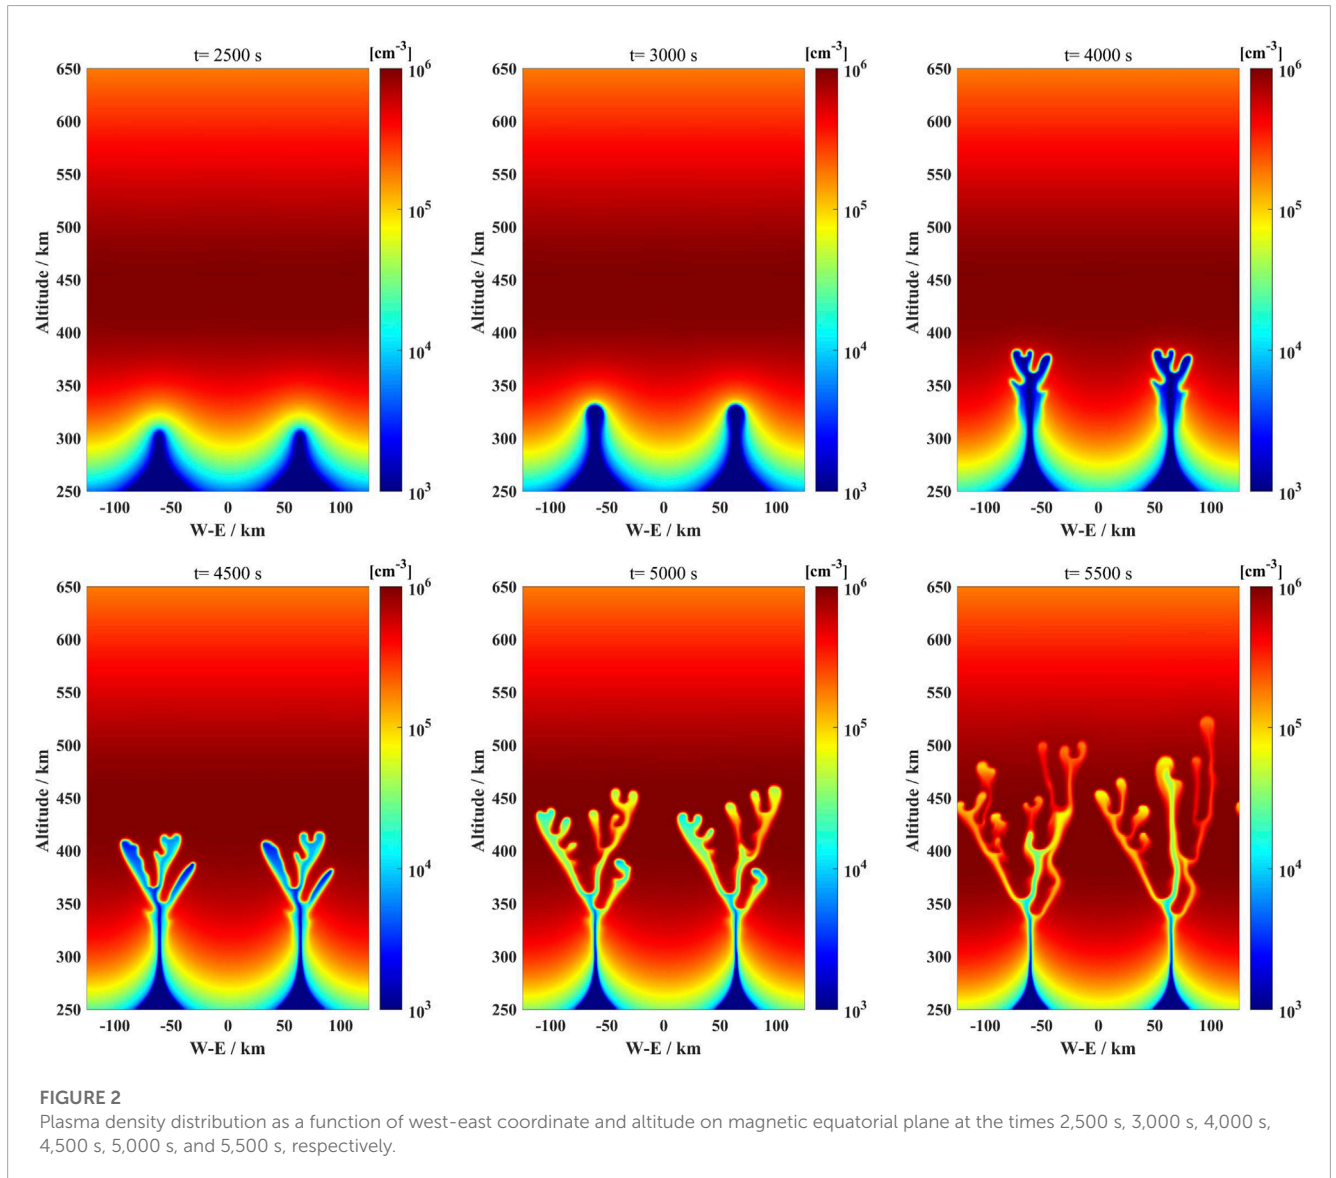 t= 2500 s
[cm⁻³]
650
600
550
500
450
400
350
300
250
Altitude / km
-100 -50 0 50 100
W-E / km
10⁶
10⁵
10⁴
10³
t= 3000 s
[cm⁻³]
650
600
550
500
450
400
350
300
250
Altitude / km
-100 -50 0 50 100
W-E / km
10⁶
10⁵
10⁴
10³
t= 4000 s
[cm⁻³]
650
600
550
500
450
400
350
300
250
Altitude / km
-100 -50 0 50 100
W-E / km
10⁶
10⁵
10⁴
10³
t= 4500 s
[cm⁻³]
650
600
550
500
450
400
350
300
250
Altitude / km
-100 -50 0 50 100
W-E / km
10⁶
10⁵
10⁴
10³
t= 5000 s
[cm⁻³]
650
600
550
500
450
400
350
300
250
Altitude / km
-100 -50 0 50 100
W-E / km
10⁶
10⁵
10⁴
10³
t= 5500 s
[cm⁻³]
650
600
550
500
450
400
350
300
250
Altitude / km
-100 -50 0 50 100
W-E / km
10⁶
10⁵
10⁴
10³
FIGURE 2
Plasma density distribution as a function of west-east coordinate and altitude on magnetic equatorial plane at the times 2,500 s, 3,000 s, 4,000 s,
4,500 s, 5,000 s, and 5,500 s, respectively.